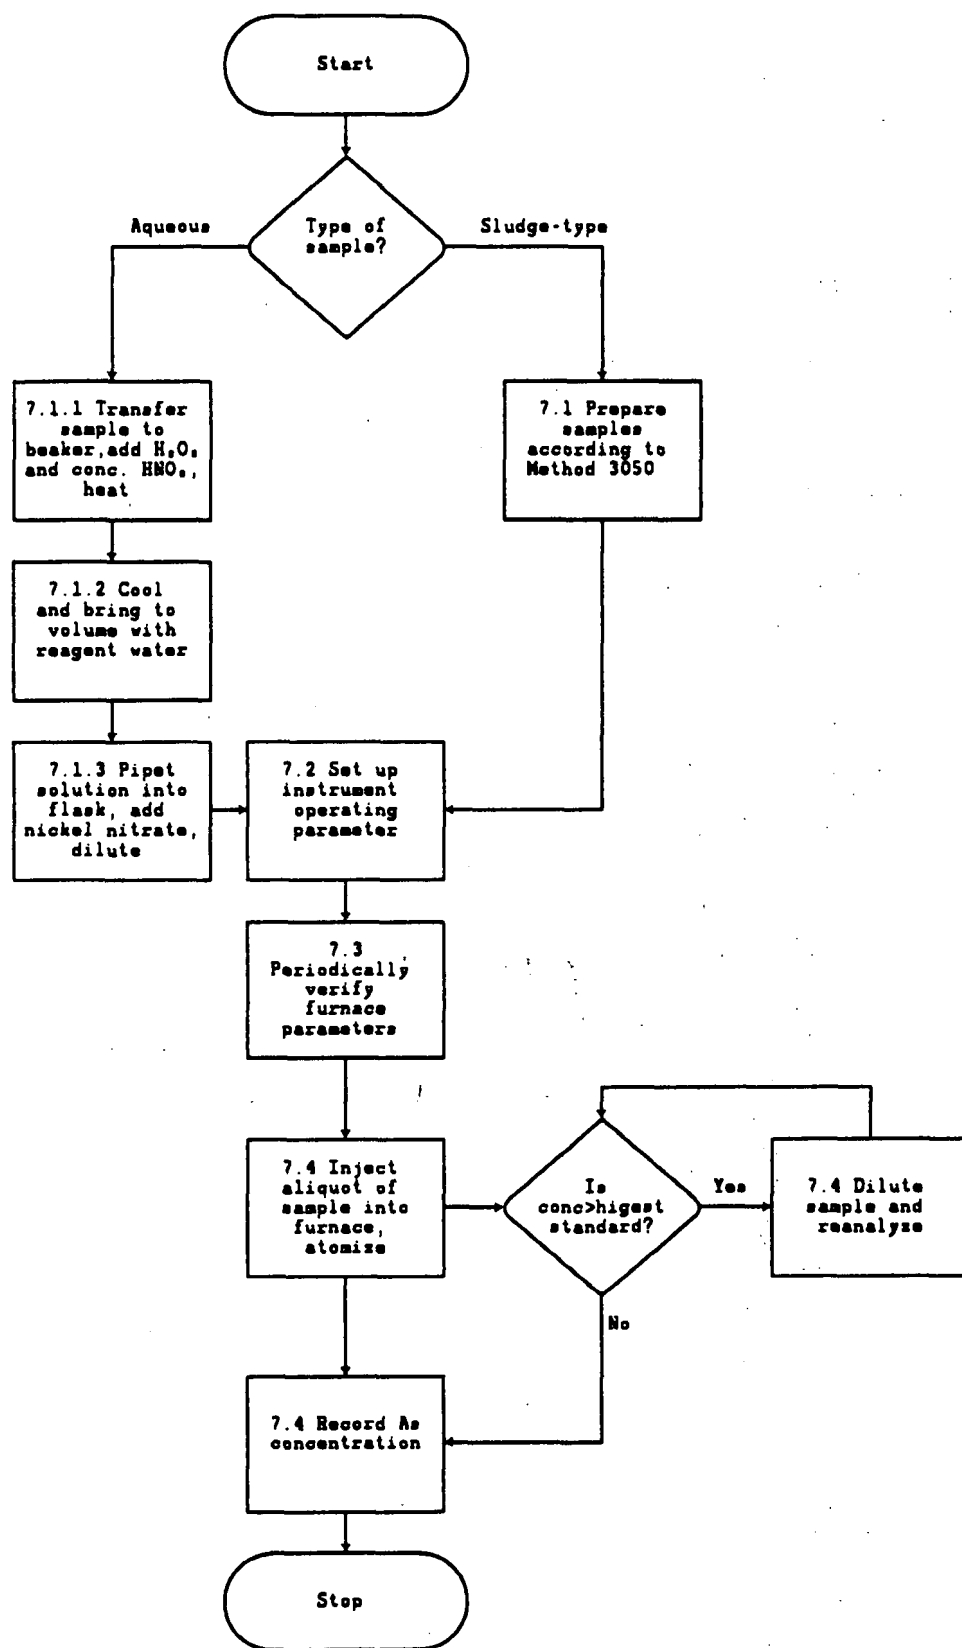 Start
Type of
sample?
Aqueous
Sludge-type
7.1.1 Transfer
sample to
beaker, add H₂O₂
and conc. HNO₃,
heat
7.1 Prepare
samples
according to
Method 3050
7.1.2 Cool
and bring to
volume with
reagent water
7.1.3 Pipet
solution into
flask, add
nickel nitrate,
dilute
7.2 Set up
instrument
operating
parameter
7.3
Periodically
verify
furnace
parameters
7.4 Inject
aliquot of
sample into
furnace,
atomize
Is
conc>higest
standard?
Yes
7.4 Dilute
sample and
reanalyze
No
7.4 Record As
concentration
Stop